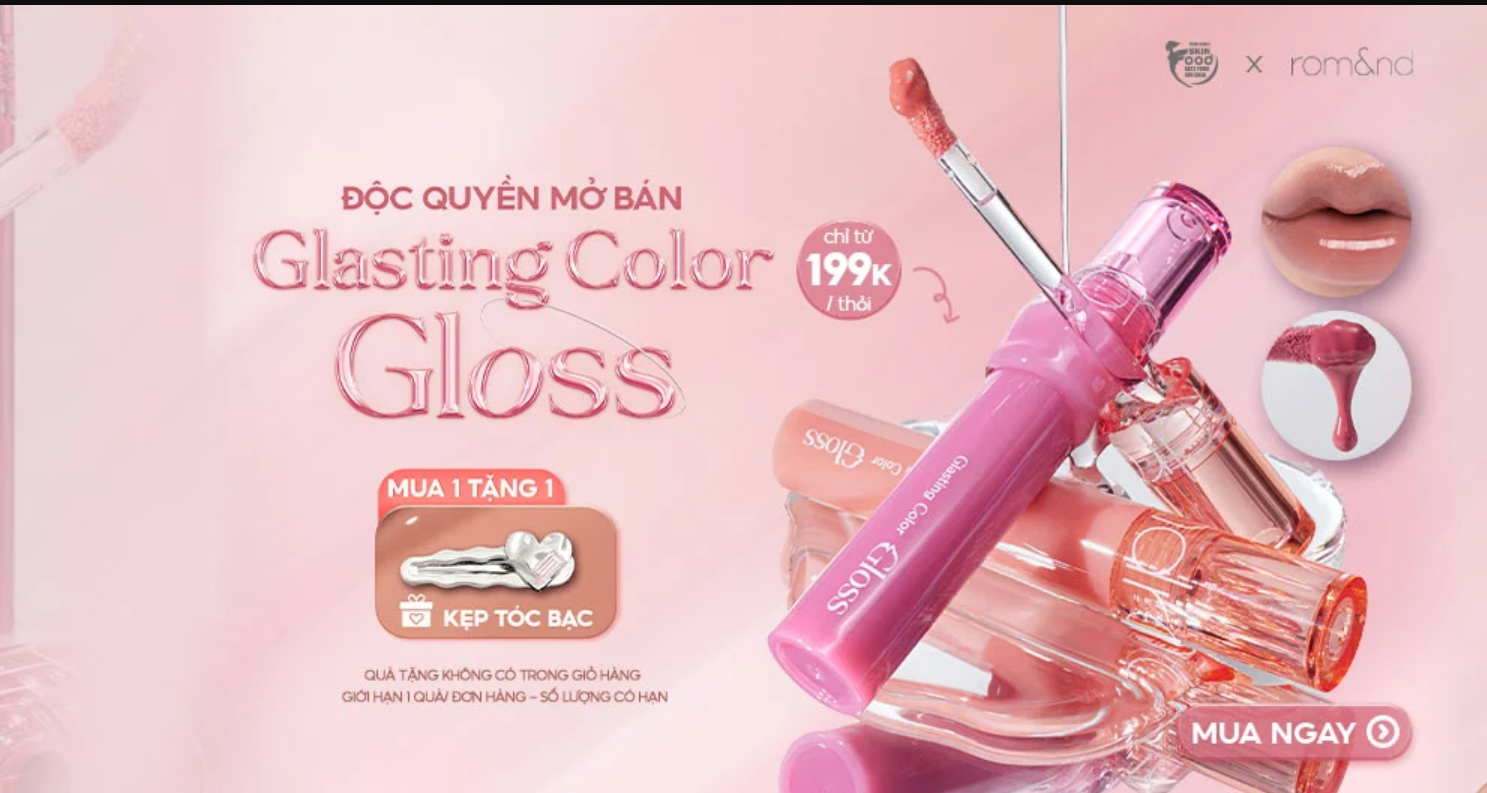 SKIN
Food
x rom&nd
ĐỘC QUYỀN MỞ BÁN
Glasting Color
Gloss
chỉ từ
199K
/ thỏi
Gloss
Color
Glasting Color Gloss
MUA 1 TẶNG 1
KẸP TÓC BẠC
QUÀ TẶNG KHÔNG CÓ TRONG GIỎ HÀNG
GIỚI HẠN 1 QUÀ/ ĐƠN HÀNG – SỐ LƯỢNG CÓ HẠN
MUA NGAY